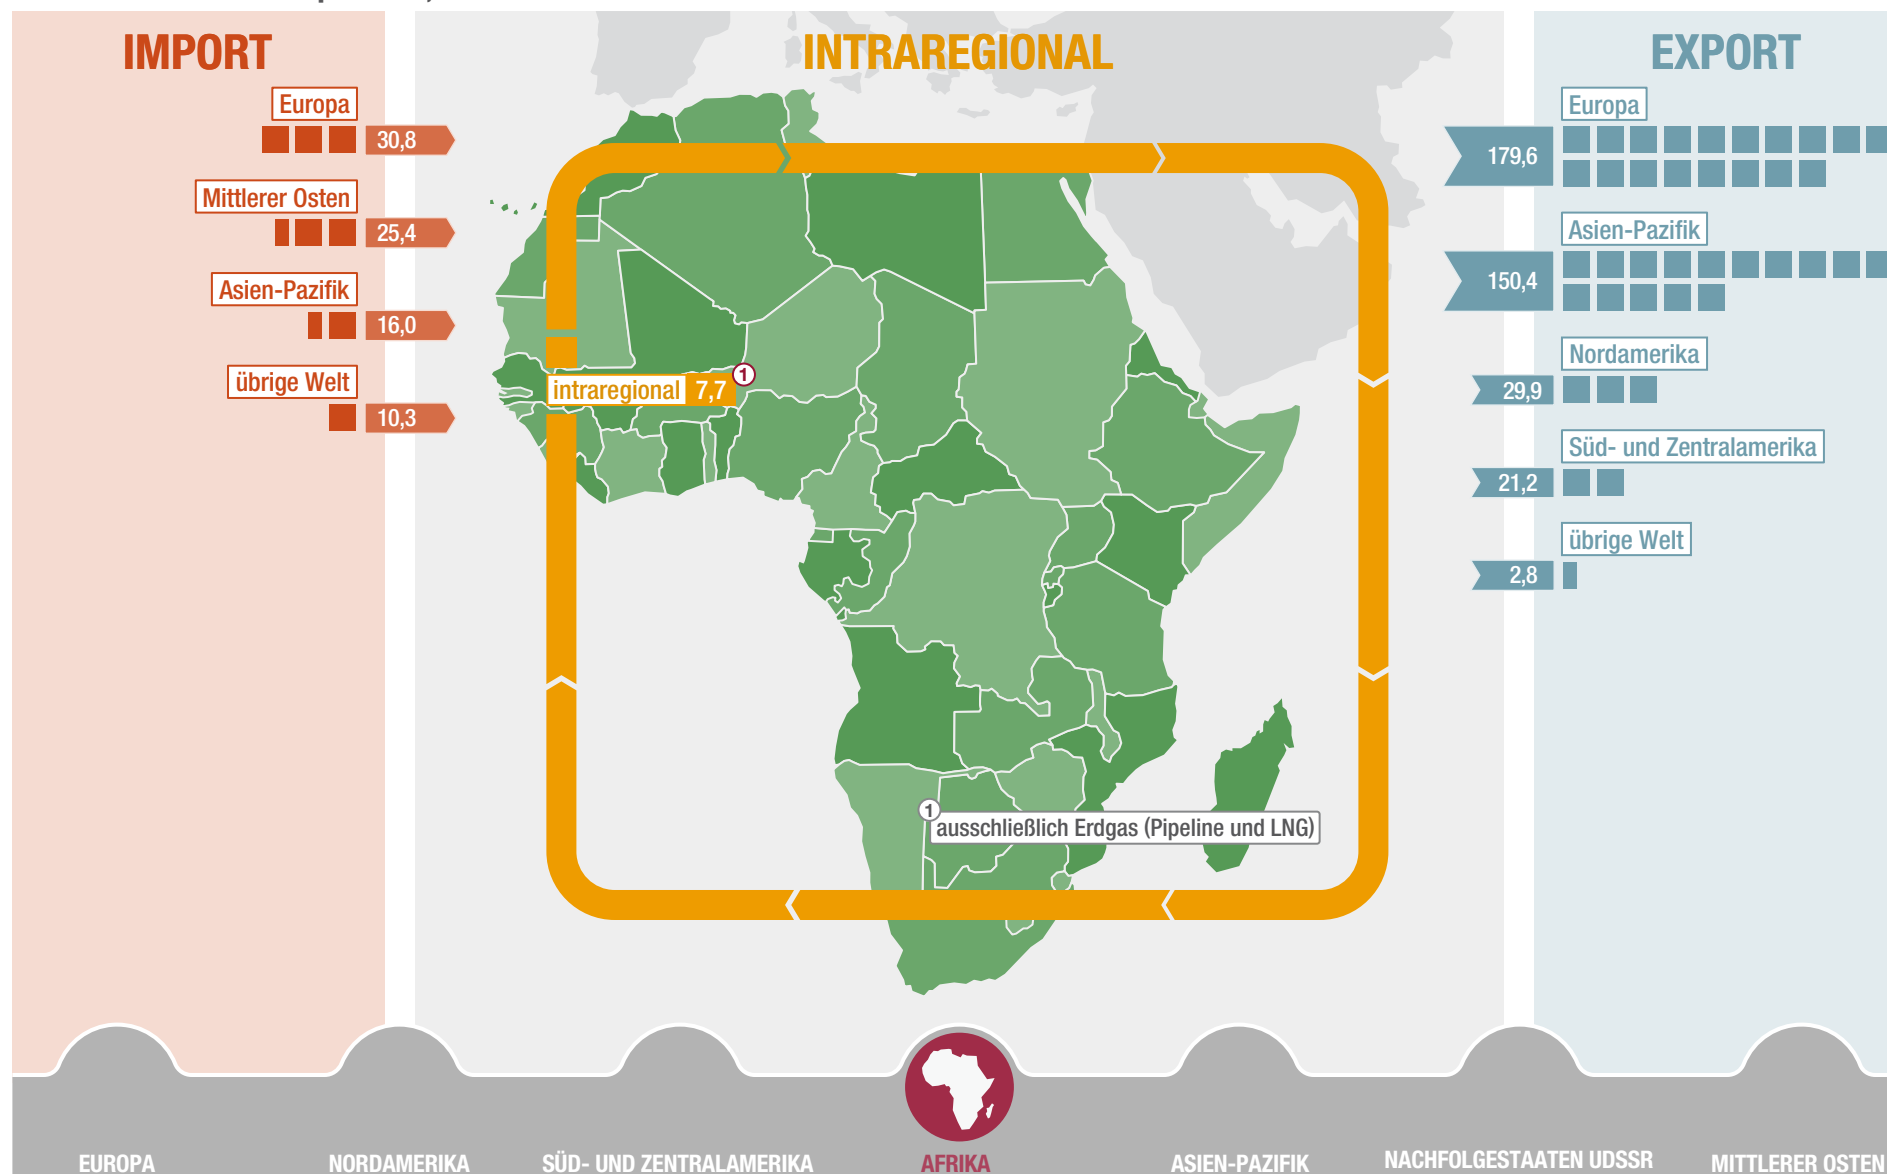 IMPORT
Europa
30,8
Mittlerer Osten
25,4
Asien-Pazifik
16,0
übrige Welt
10,3
INTRAREGIONAL
intraregional 7,7
1
1
ausschließlich Erdgas (Pipeline und LNG)
EXPORT
Europa
179,6
Asien-Pazifik
150,4
Nordamerika
29,9
Süd- und Zentralamerika
21,2
übrige Welt
2,8
EUROPA
NORDAMERIKA
SÜD- UND ZENTRALAMERIKA
AFRIKA
ASIEN-PAZIFIK
NACHFOLGESTAATEN UDSSR
MITTLERER OSTEN